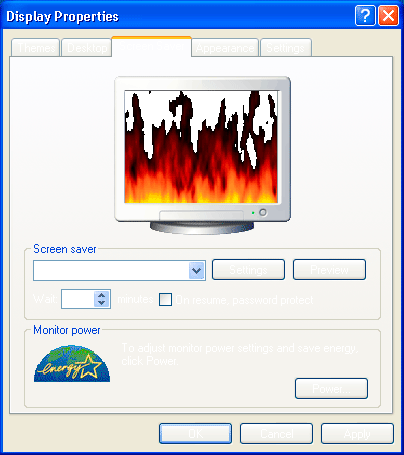 Display Properties
Themes Desktop Appearance Settings
Screen saver
Settings Preview
Wait minutes On resume, password protect
Monitor power
energy
To adjust monitor power settings and save energy,
click Power.
Power...
OK Cancel Apply